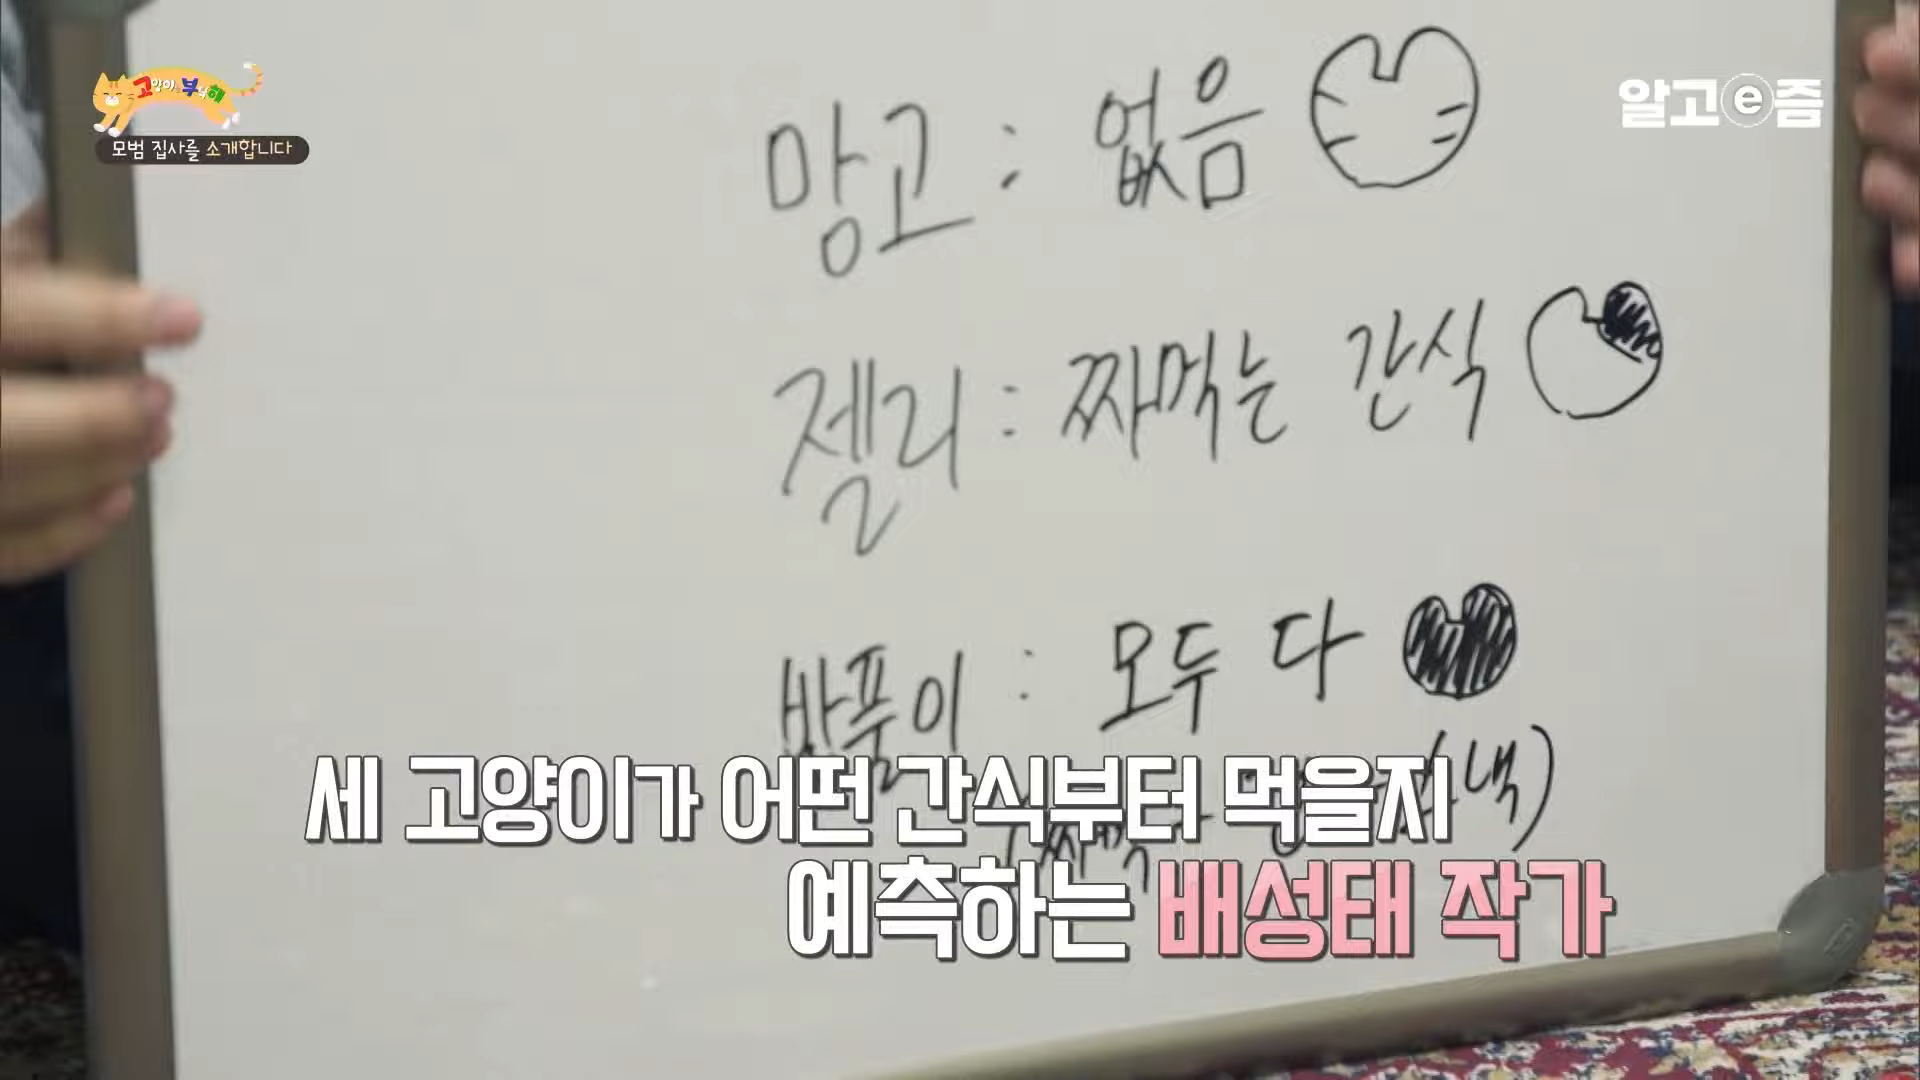 고양이를 부탁해
모범 집사를 소개합니다
알고e즘
망고 : 없음
젤리 : 짜먹는 간식
밤풀이 : 모두 다
세 고양이가 어떤 간식부터 먹을지
예측하는 배성태 작가